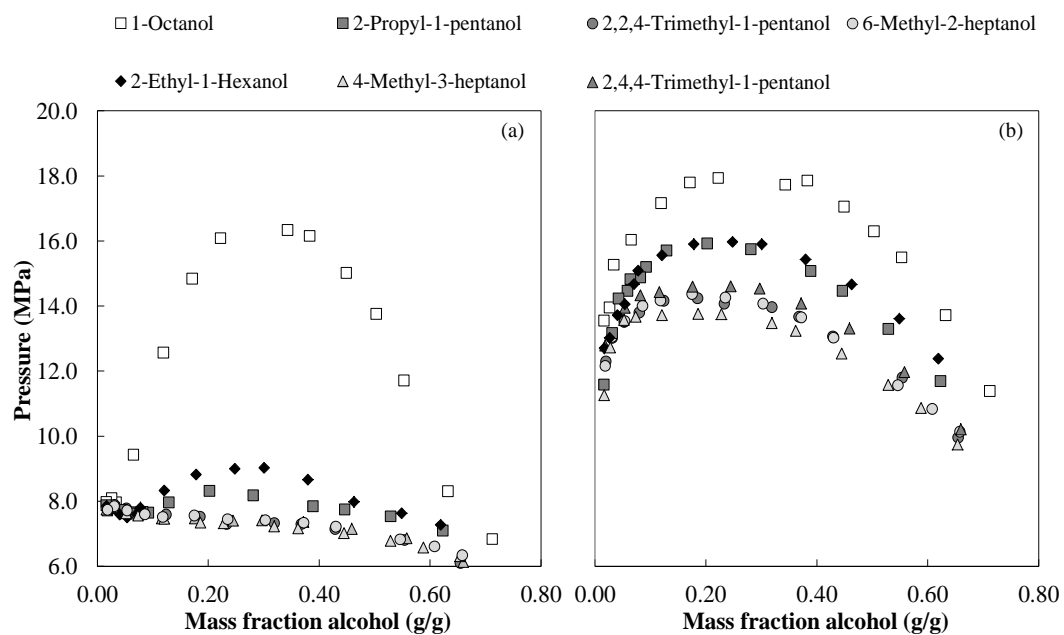 1-Octanol 2-Propyl-1-pentanol 2,2,4-Trimethyl-1-pentanol 6-Methyl-2-heptanol
2-Ethyl-1-Hexanol 4-Methyl-3-heptanol 2,4,4-Trimethyl-1-pentanol
20.0
(a) (b)
18.0
16.0
14.0
12.0
10.0
8.0
6.0
Pressure (MPa)
0.00 0.20 0.40 0.60 0.80 0.00 0.20 0.40 0.60 0.80
Mass fraction alcohol (g/g) Mass fraction alcohol (g/g)